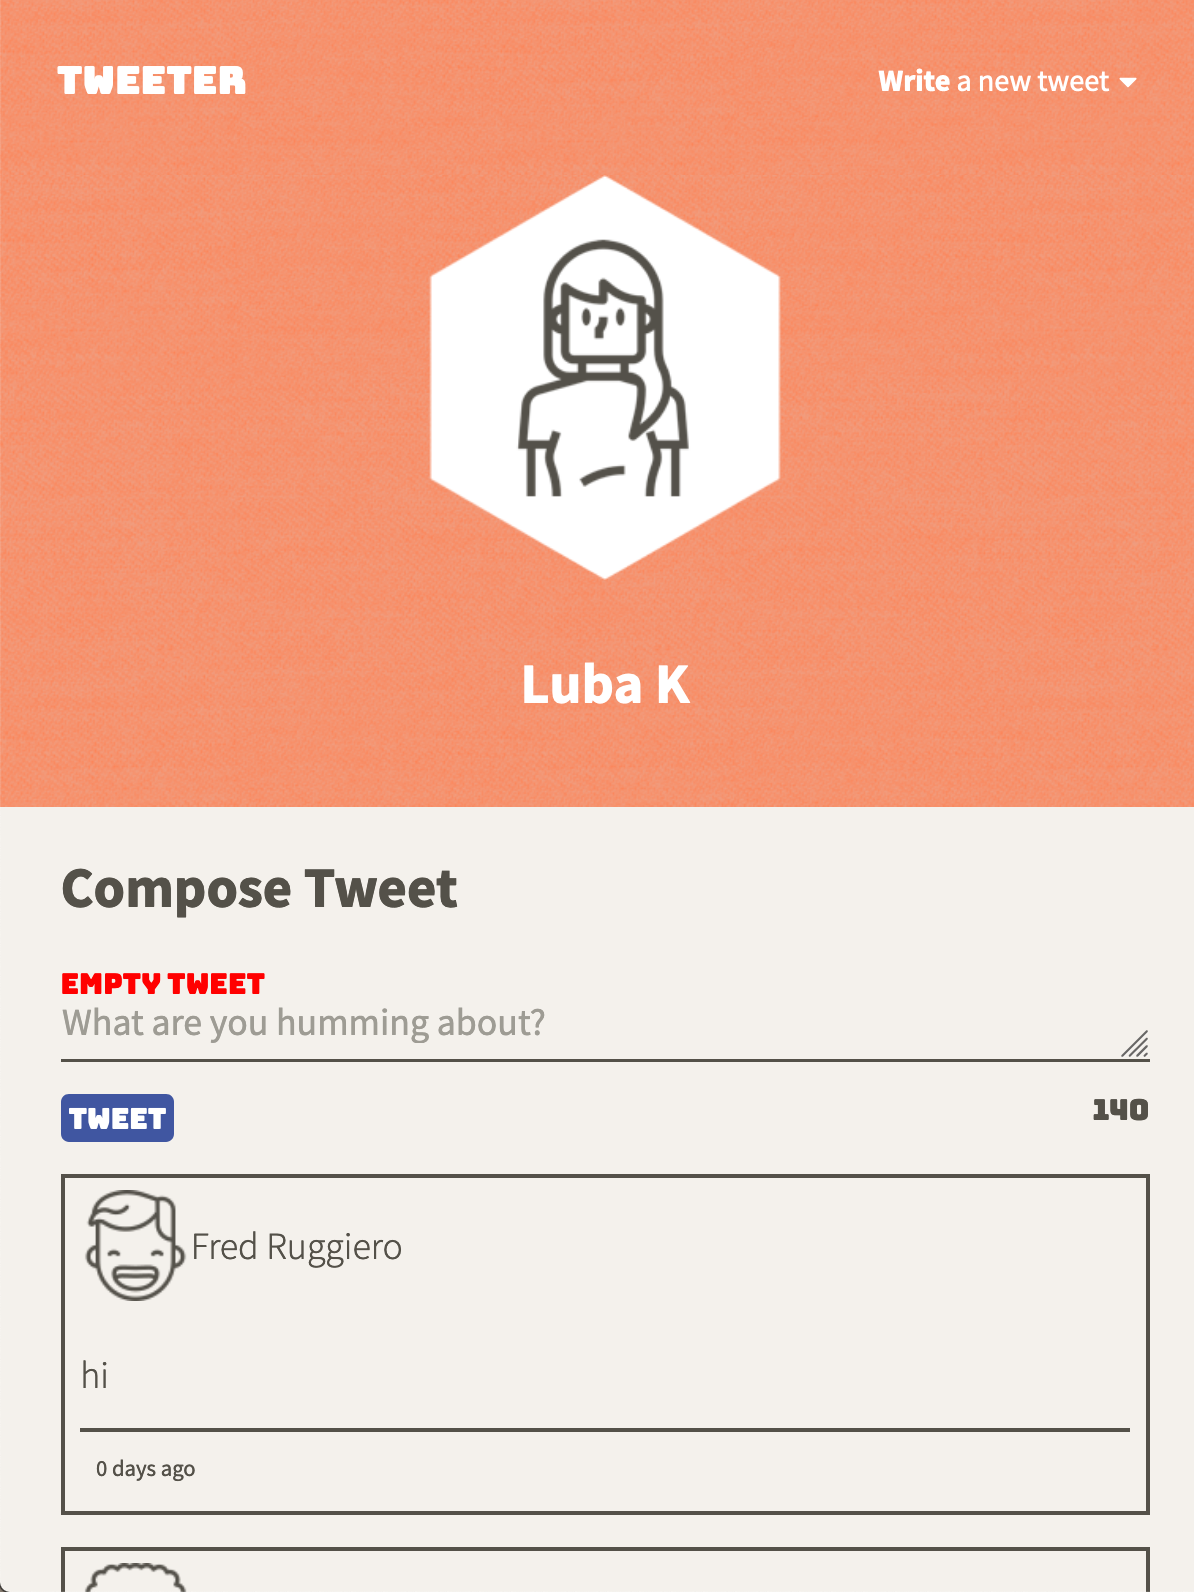 TWEETER
Write a new tweet
Luba K
Compose Tweet
EMPTY TWEET
What are you humming about?
TWEET
140
Fred Ruggiero
hi
0 days ago